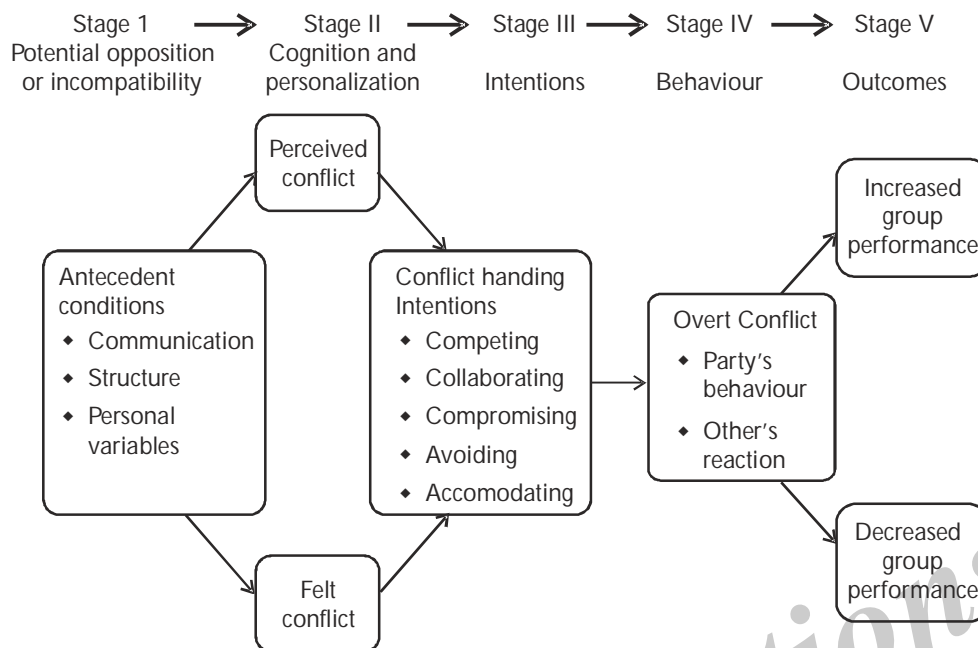 Stage 1
Stage II
Stage III
Stage IV
Stage V
Potential opposition
or incompatibility
Cognition and
personalization
Intentions
Behaviour
Outcomes
Perceived
conflict
Antecedent
conditions
◆ Communication
◆ Structure
◆ Personal
variables
Felt
conflict
Conflict handing
Intentions
◆ Competing
◆ Collaborating
◆ Compromising
◆ Avoiding
◆ Accomodating
Overt Conflict
◆ Party's
behaviour
◆ Other's
reaction
Increased
group
performance
Decreased
group
performance